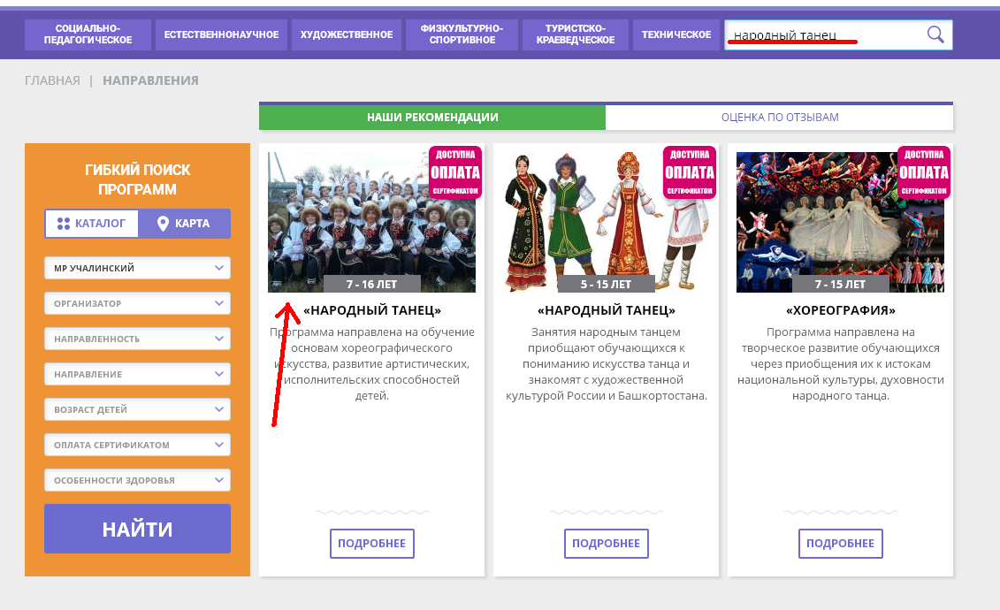 СОЦИАЛЬНО-
ПЕДАГОГИЧЕСКОЕ
ЕСТЕСТВЕННОНАУЧНОЕ
ХУДОЖЕСТВЕННОЕ
ФИЗКУЛЬТУРНО-
СПОРТИВНОЕ
ТУРИСТСКО-
КРАЕВЕДЧЕСКОЕ
ТЕХНИЧЕСКОЕ
народный танец
ГЛАВНАЯ | НАПРАВЛЕНИЯ
НАШИ РЕКОМЕНДАЦИИ
ОЦЕНКА ПО ОТЗЫВАМ
ГИБКИЙ ПОИСК
ПРОГРАММ
КАТАЛОГ
КАРТА
МР УЧАЛИНСКИЙ
ОРГАНИЗАТОР
НАПРАВЛЕННОСТЬ
НАПРАВЛЕНИЕ
ВОЗРАСТ ДЕТЕЙ
ОПЛАТА СЕРТИФИКАТОМ
ОСОБЕННОСТИ ЗДОРОВЬЯ
НАЙТИ
ДОСТУПНА
ОПЛАТА
СЕРТИФИКАТОМ
7 - 16 ЛЕТ
«НАРОДНЫЙ ТАНЕЦ»
Программа направлена на обучение
основам хореографического
искусства, развитие артистических,
исполнительских способностей
детей.
ПОДРОБНЕЕ
ДОСТУПНА
ОПЛАТА
СЕРТИФИКАТОМ
5 - 15 ЛЕТ
«НАРОДНЫЙ ТАНЕЦ»
Занятия народным танцем
приобщают обучающихся к
пониманию искусства танца и
знакомят с художественной
культурой России и Башкортостана.
ПОДРОБНЕЕ
ДОСТУПНА
ОПЛАТА
СЕРТИФИКАТОМ
7 - 15 ЛЕТ
«ХОРЕОГРАФИЯ»
Программа направлена на
творческое развитие обучающихся
через приобщения их к истокам
национальной культуры, духовности
народного танца.
ПОДРОБНЕЕ